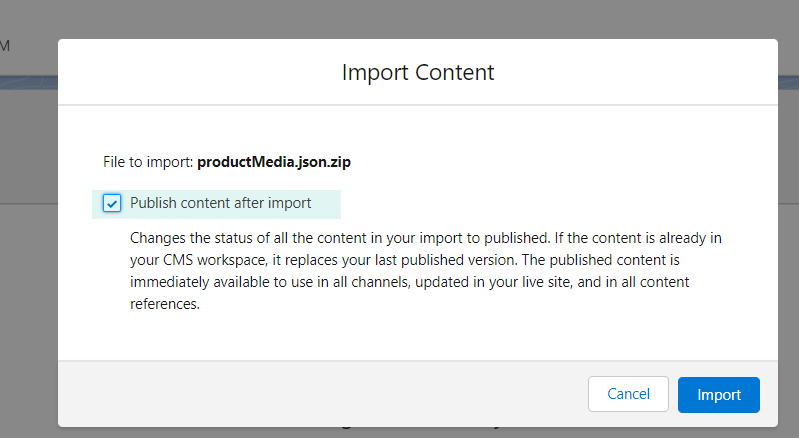 M
Import Content
File to import: productMedia.json.zip
Publish content after import
Changes the status of all the content in your import to published. If the content is already in
your CMS workspace, it replaces your last published version. The published content is
immediately available to use in all channels, updated in your live site, and in all content
references.
Cancel Import